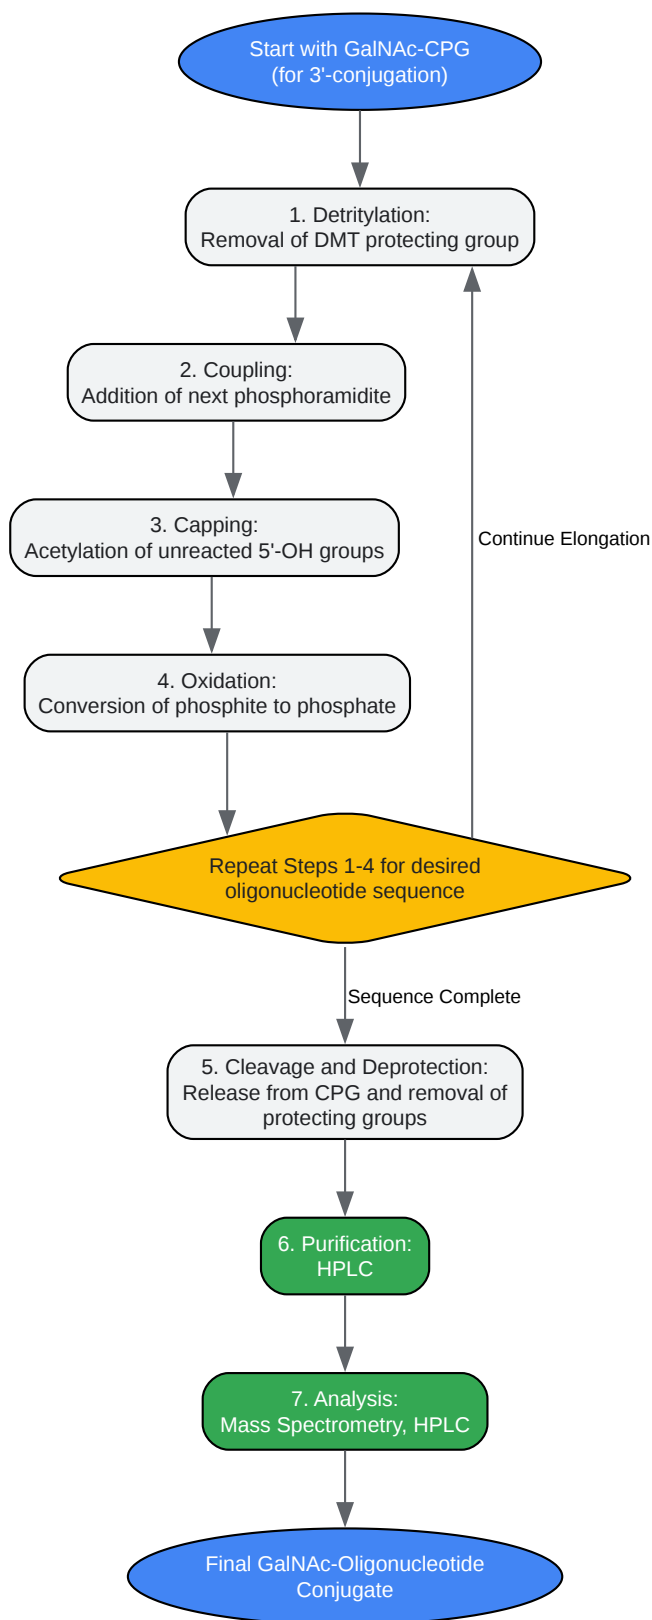 Start with GalNAc-CPG
(for 3'-conjugation)
1. Detritylation:
Removal of DMT protecting group
2. Coupling:
Addition of next phosphoramidite
3. Capping:
Acetylation of unreacted 5'-OH groups
Continue Elongation
4. Oxidation:
Conversion of phosphite to phosphate
Repeat Steps 1-4 for desired
oligonucleotide sequence
Sequence Complete
5. Cleavage and Deprotection:
Release from CPG and removal of
protecting groups
6. Purification:
HPLC
7. Analysis:
Mass Spectrometry, HPLC
Final GalNAc-Oligonucleotide
Conjugate